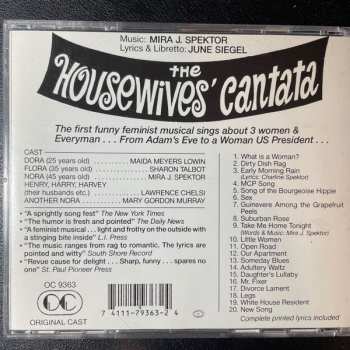 Music: MIRA J. SPEKTOR
Lyrics & Libretto: JUNE SIEGEL
THE
HOUSEWIVES' CANTATA
The first funny feminist musical sings about 3 women &
Everyman . . . From Adam's Eve to a Woman US President . . .
CAST
DORA (25 years old) MAIDA MEYERS LOWIN
FLORA (35 years old) SHARON TALBOT
NORA (45 years old) MIRA J. SPEKTOR
HENRY, HARRY, HARVEY
(their husbands etc.) LAWRENCE CHELSI
ANOTHER NORA MARY GORDON MURRAY
• "A sprightly song fest" The New York Times
• "The humor is fresh and pointed" The Daily News
• "A feminist musical . . . light and frothy on the outside with
a stinging bite inside" L.I. Press
• "The music ranges from rag to romantic. The lyrics are
pointed and witty" South Shore Record
• "Revue cause for delight . . . Sharp, funny . . . spares no
one" St. Paul Pioneer Press
OC 9363
OC
ORIGINAL CAST
7 41117 79363-2 4
1. What is a Woman?
2. Dirty Dish Rag
3. Early Morning Rain
(Lyrics: Charline Spektor)
4. MCP Song
5. Song of the Bourgeoise Hippie
6. Sex
7. Guinevere Among the Grapefruit
Peels
8. Suburban Rose
9. Take Me Home Tonight
(Words & Music: Mira J. Spektor)
10. Little Women
11. Open Road
12. Our Apartment
13. Someday Blues
14. Adultery Waltz
15. Daughter's Lullaby
16. Mr. Fixer
17. Divorce Lament
18. Legs
19. White House Resident
20. New Song
Complete printed lyrics included